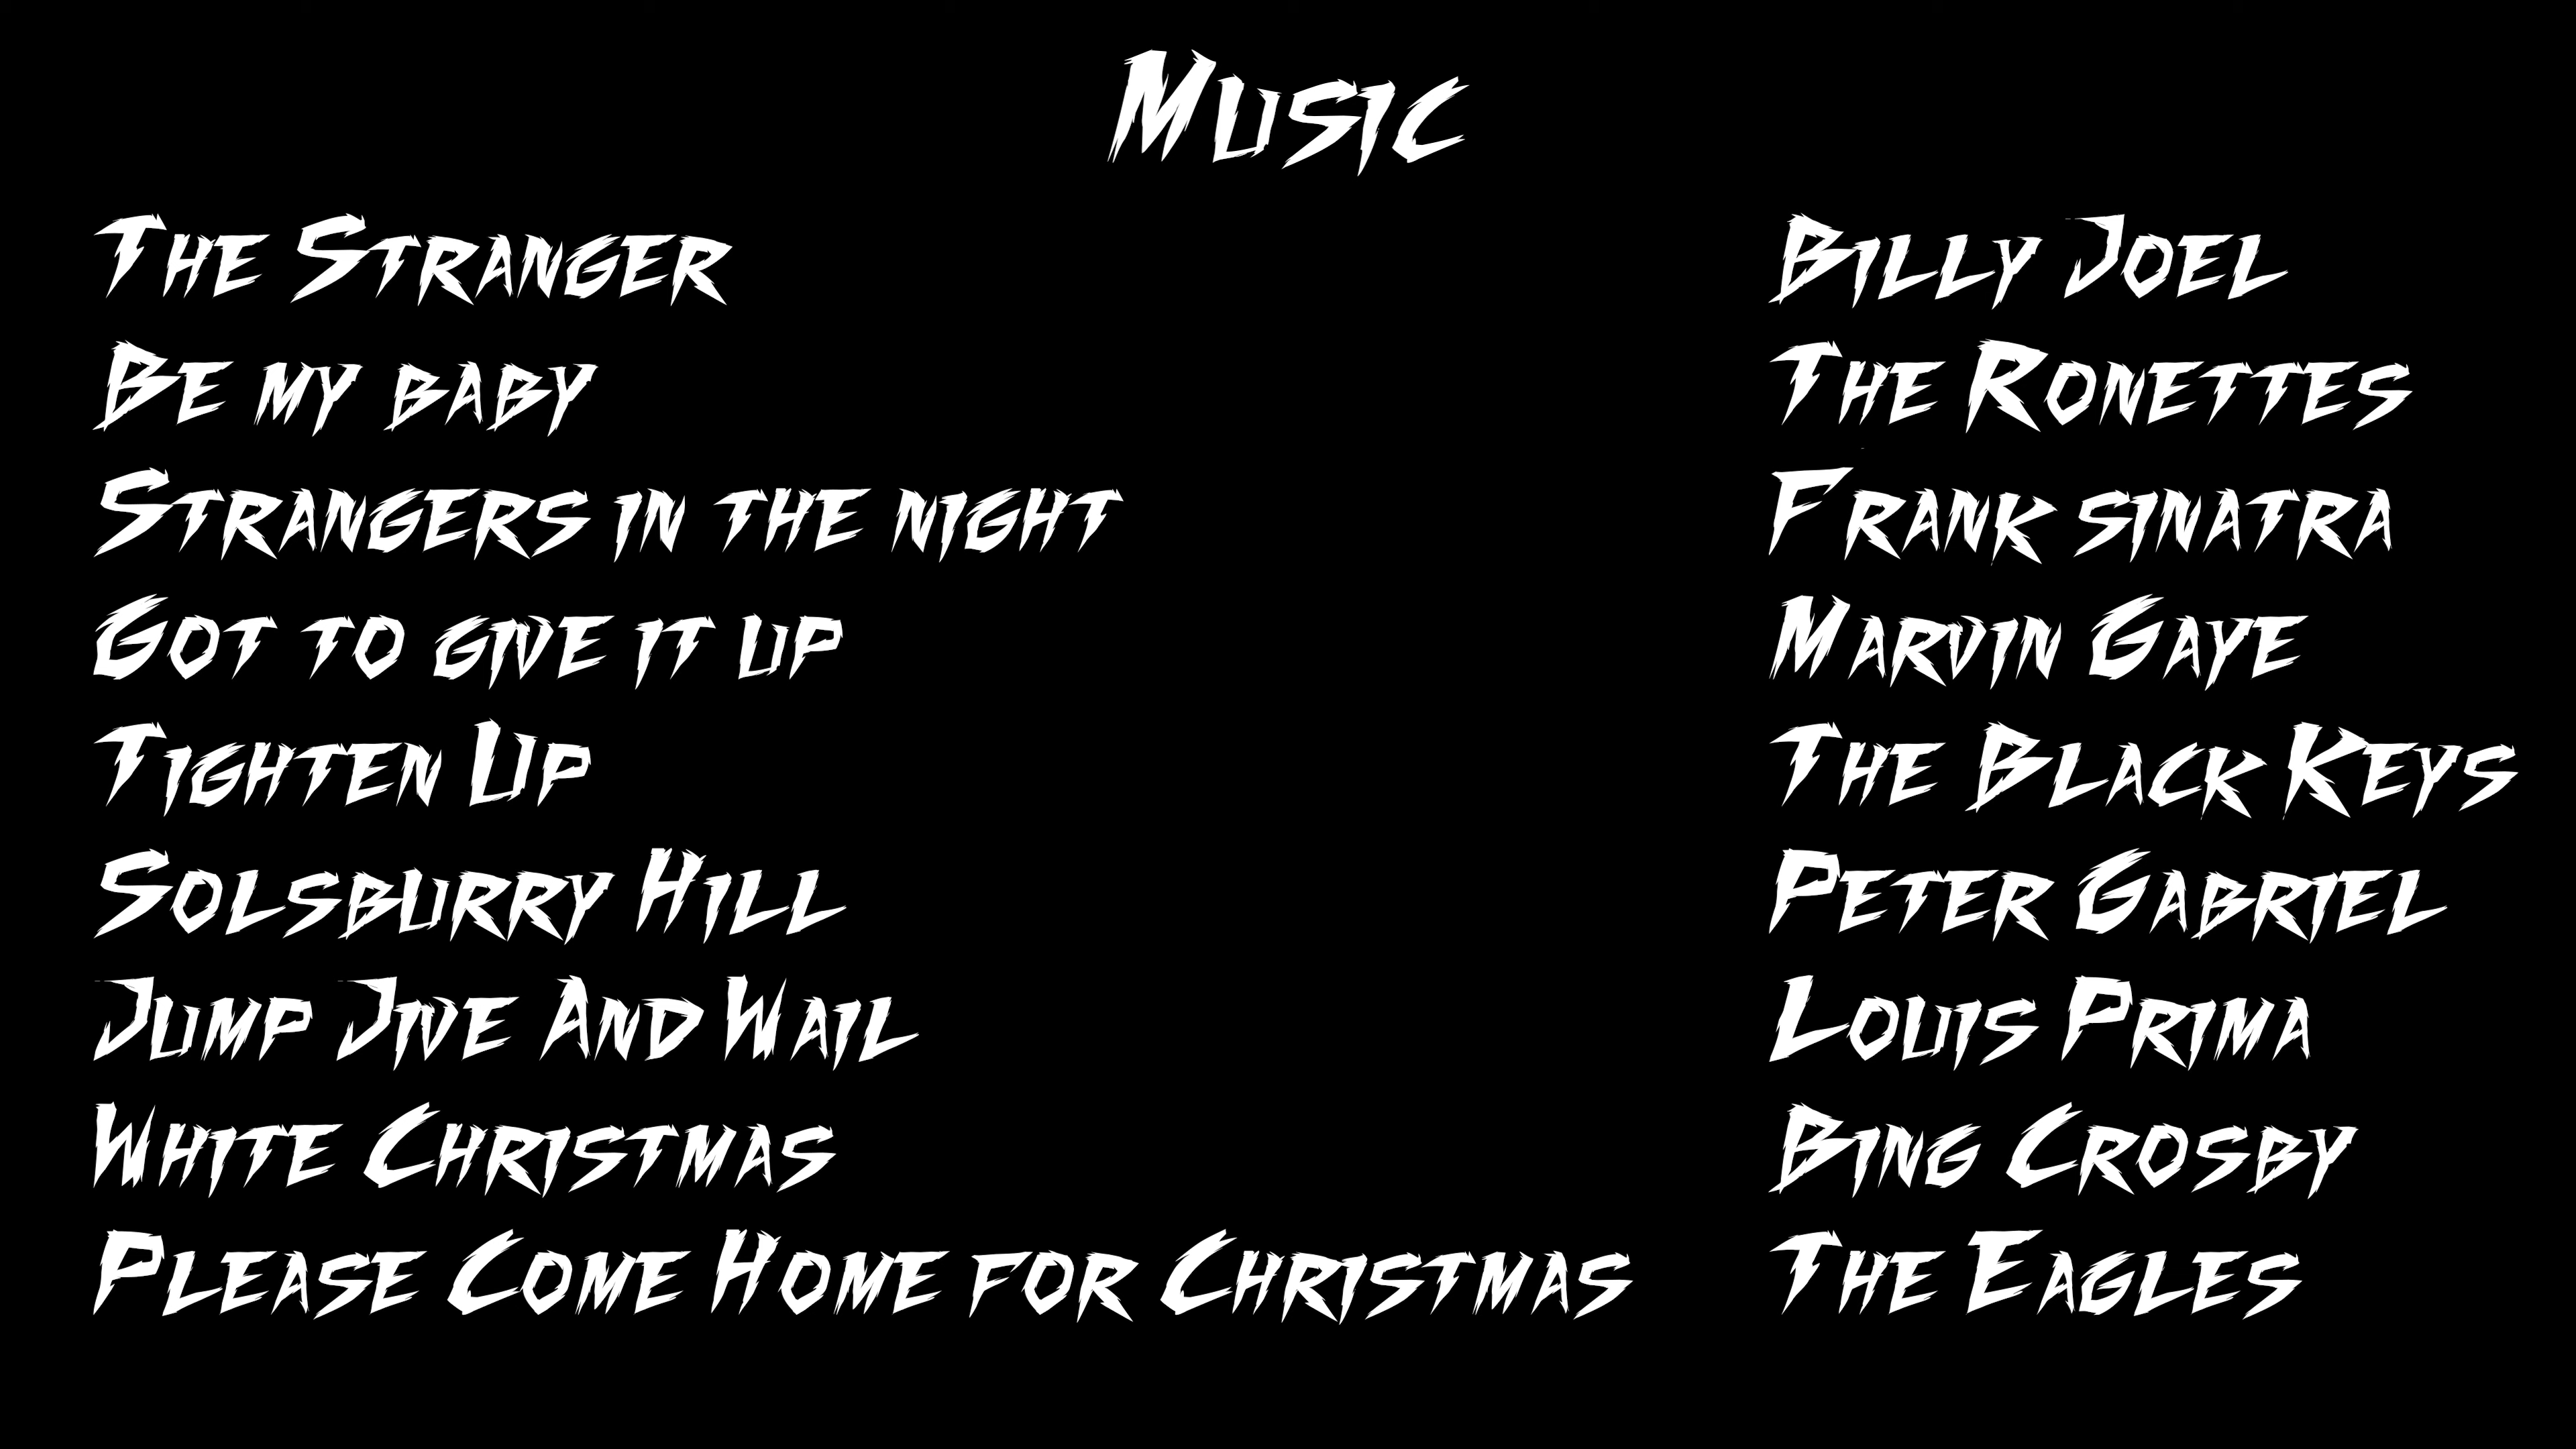 Music
The Stranger Billy Joel
Be my baby The Ronettes
Strangers in the night Frank sinatra
Got to give it up Marvin Gaye
Tighten Up The Black Keys
Solsburry Hill Peter Gabriel
Jump Jive And Wail Louis Prima
White Christmas Bing Crosby
Please Come Home for Christmas The Eagles